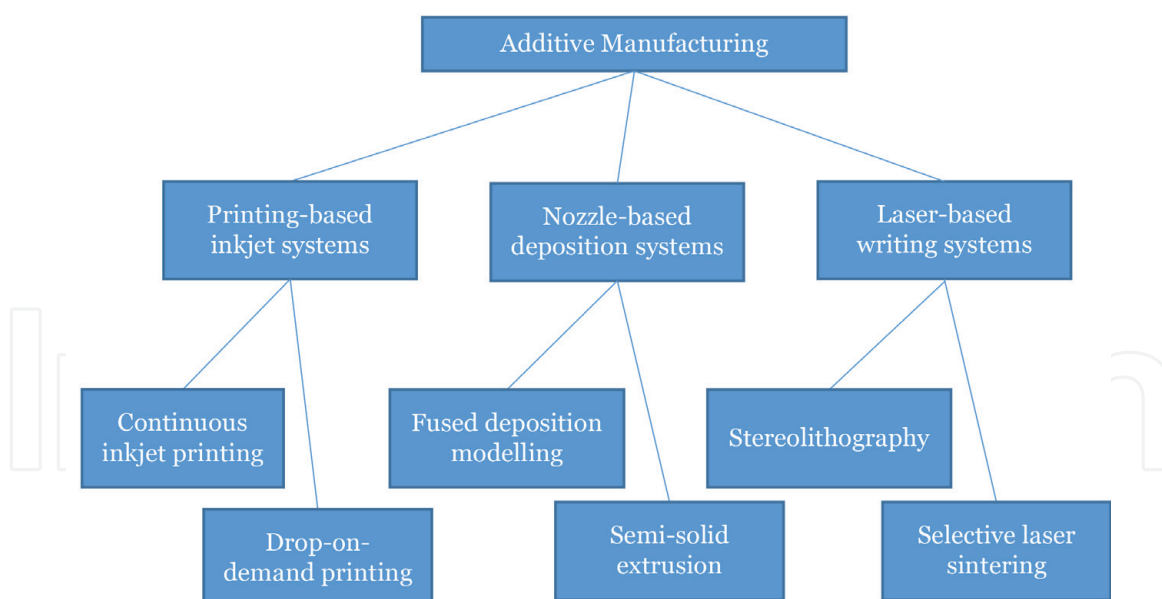 Additive Manufacturing
Printing-based
inkjet systems
Nozzle-based
deposition systems
Laser-based
writing systems
Continuous
inkjet printing
Fused deposition
modelling
Stereolithography
Drop-on-
demand printing
Semi-solid
extrusion
Selective laser
sintering